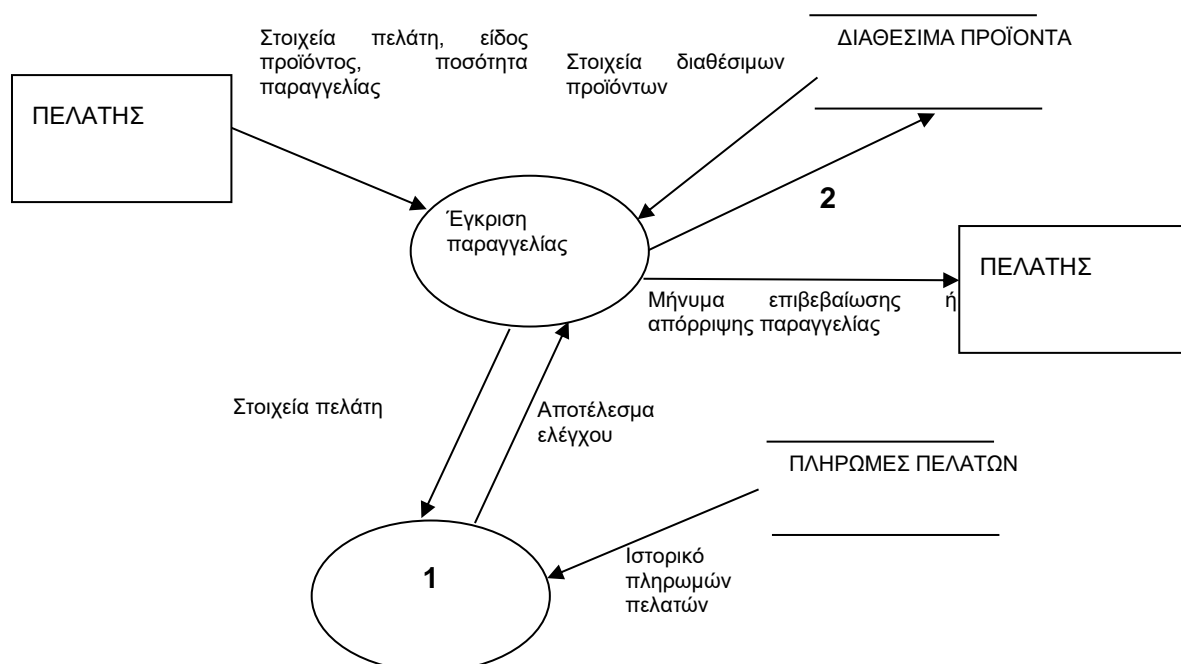 Στοιχεία πελάτη, είδος
προϊόντος, ποσότητα
παραγγελίας
Στοιχεία διαθέσιμων
προϊόντων
ΔΙΑΘΕΣΙΜΑ ΠΡΟΪΟΝΤΑ
ΠΕΛΑΤΗΣ
2
Έγκριση
παραγγελίας
ΠΕΛΑΤΗΣ
Μήνυμα επιβεβαίωσης ή
απόρριψης παραγγελίας
Στοιχεία πελάτη
Αποτέλεσμα
ελέγχου
ΠΛΗΡΩΜΕΣ ΠΕΛΑΤΩΝ
1
Ιστορικό
πληρωμών
πελατών